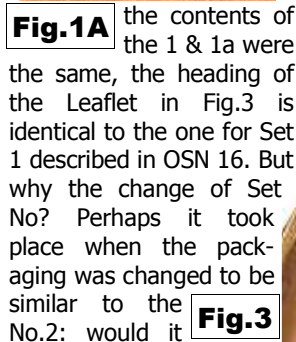 Fig.1A
the contents of
the 1 & 1a were
the same, the heading of
the Leaflet in Fig.3 is
identical to the one for Set
1 described in OSN 16. But
why the change of Set
No? Perhaps it took
place when the pack-
aging was changed to be
similar to the
No.2: would it
Fig.3